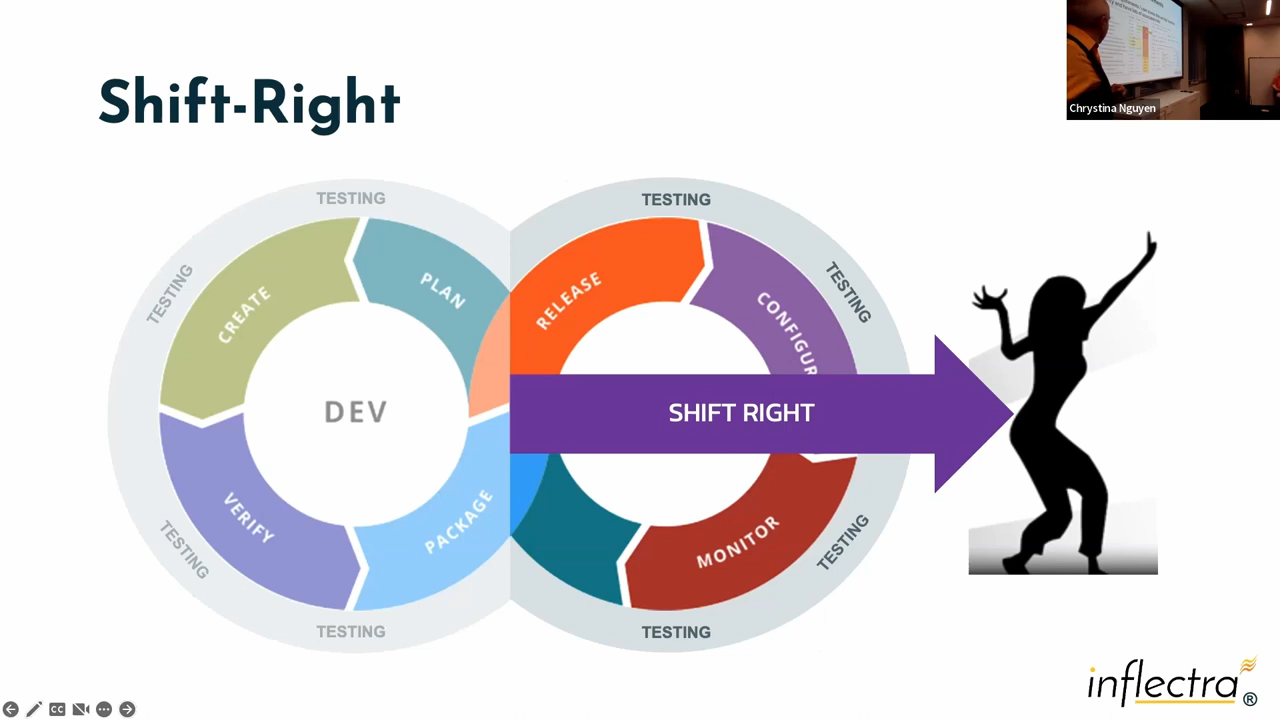 Shift-Right
Chrystina Nguyen
TESTING
TESTING
TESTING
TESTING
CREATE
PLAN
RELEASE
CONFIGUR
TESTING
DEV
SHIFT RIGHT
VERIFY
PACKAGE
MONITOR
TESTING
TESTING
TESTING
inflectra®
CC